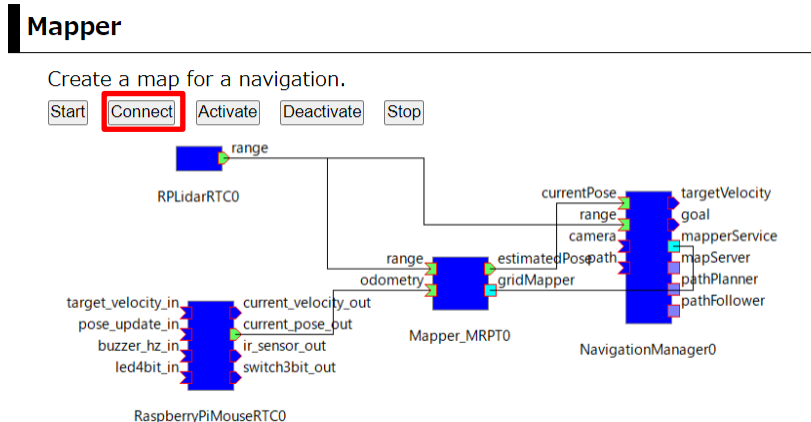 Mapper
Create a map for a navigation.
Start Connect Activate Deactivate Stop
range
RPLidarRTC0
currentPose
range
camera
path
targetVelocity
goal
mapperService
mapServer
pathPlanner
pathFollower
NavigationManager0
range
odometry
estimatedPose
gridMapper
Mapper_MRPT0
target_velocity_in
pose_update_in
buzzer_hz_in
led4bit_in
current_velocity_out
current_pose_out
ir_sensor_out
switch3bit_out
RaspberryPiMouseRTC0